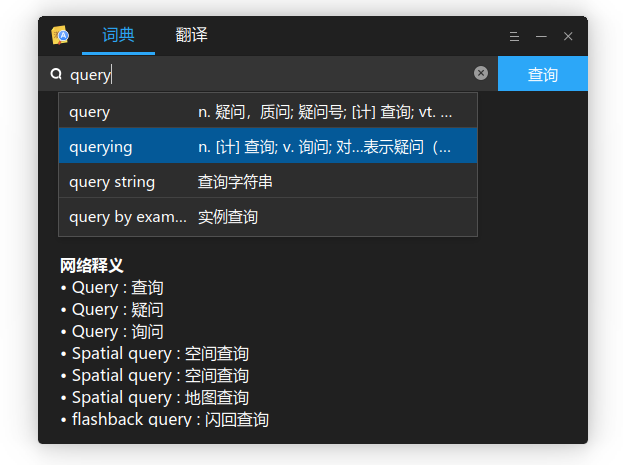 词典 翻译
query 查询
query n. 疑问，质问; 疑问号; [计] 查询; vt. ...
querying n. [计] 查询; v. 询问; 对...表示疑问（...
query string 查询字符串
query by exam... 实例查询
网络释义
• Query : 查询
• Query : 疑问
• Query : 询问
• Spatial query : 空间查询
• Spatial query : 空间查询
• Spatial query : 地图查询
• flashback query : 闪回查询